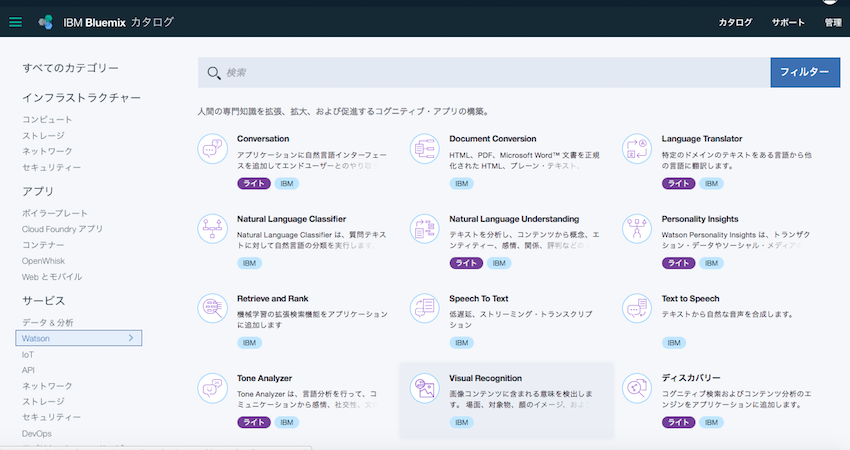 IBM Bluemix カタログ
カタログ
サポート
管理
すべてのカテゴリー
インフラストラクチャー
コンピュート
ストレージ
ネットワーク
セキュリティー
アプリ
ボイラープレート
Cloud Foundry アプリ
コンテナー
OpenWhisk
Web とモバイル
サービス
データ & 分析
Watson
IoT
API
ネットワーク
ストレージ
セキュリティー
DevOps
検索
フィルター
人間の専門知識を拡張、拡大、および促進するコグニティブ・アプリの構築。
Conversation
アプリケーションに自然言語インターフェー
スを追加してエンドユーザーとのやり取り
ライト
IBM
Document Conversion
HTML、PDF、Microsoft Word™ 文書を正規
化された HTML、プレーン・テキスト、
IBM
Language Translator
特定のドメインのテキストをある言語から他
の言語に翻訳します。
ライト
IBM
Natural Language Classifier
Natural Language Classifier は、質問テキス
トに対して自然言語の分類を実行します。
IBM
Natural Language Understanding
テキストを分析し、コンテンツから概念、エ
ンティティー、感情、関係、評判などの
ライト
IBM
Personality Insights
Watson Personality Insights は、トランザク
ション・データやソーシャル・メディア
ライト
IBM
Retrieve and Rank
機械学習の拡張検索機能をアプリケーション
に追加します
IBM
Speech To Text
低遅延、ストリーミング・トランスクリプ
ション
IBM
Text to Speech
テキストから自然な音声を合成します。
IBM
Tone Analyzer
Tone Analyzer は、言語分析を行って、コ
ミュニケーションから感情、社交性、文
ライト
IBM
Visual Recognition
画像コンテンツに含まれる意味を検出しま
す。 場面、対象物、顔のイメージ、およ
IBM
ディスカバリー
コグニティブ検索およびコンテンツ分析のエ
ンジンをアプリケーションに追加します。
ライト
IBM